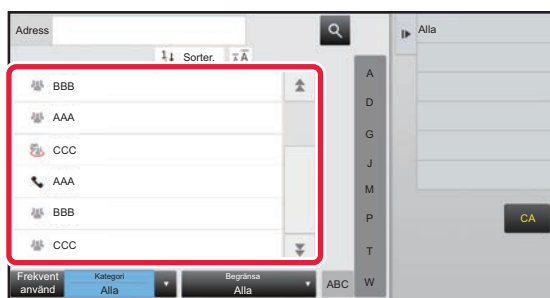 Adress
Sorter.
BBB
AAA
CCC
AAA
BBB
CCC
A
D
G
J
M
P
T
W
Frekvent
använd
Kategori
Alla
Begränsa
Alla
ABC
Alla
CA